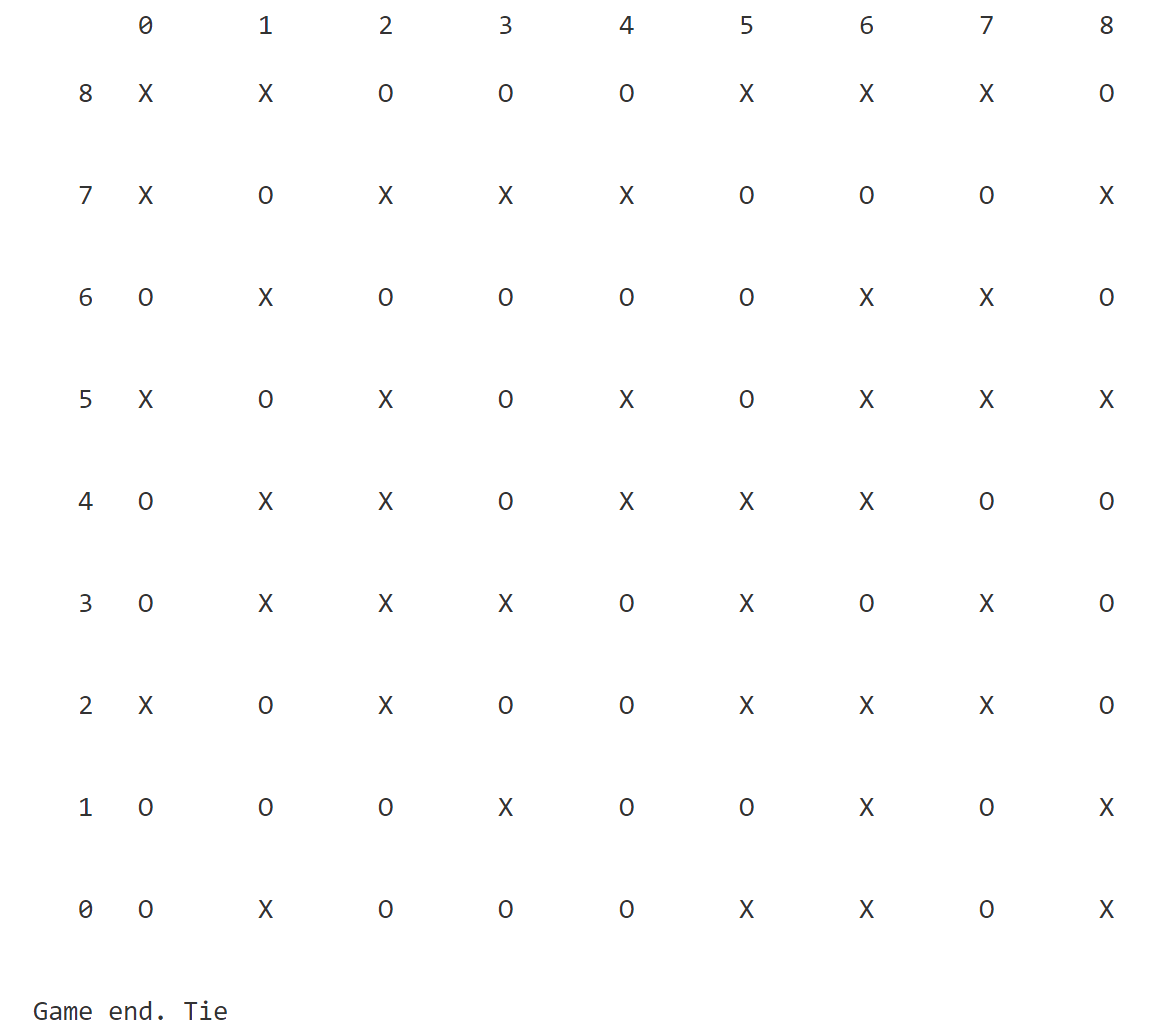 0 1 2 3 4 5 6 7 8
8 X X O O O X X X O
7 X O X X X O O O X
6 O X O O O O X X O
5 X O X O X O X X X
4 O X X O X X X O O
3 O X X X O X O X O
2 X O X O O X X X O
1 O O O X O O X O X
0 O X O O O X X O X
Game end. Tie